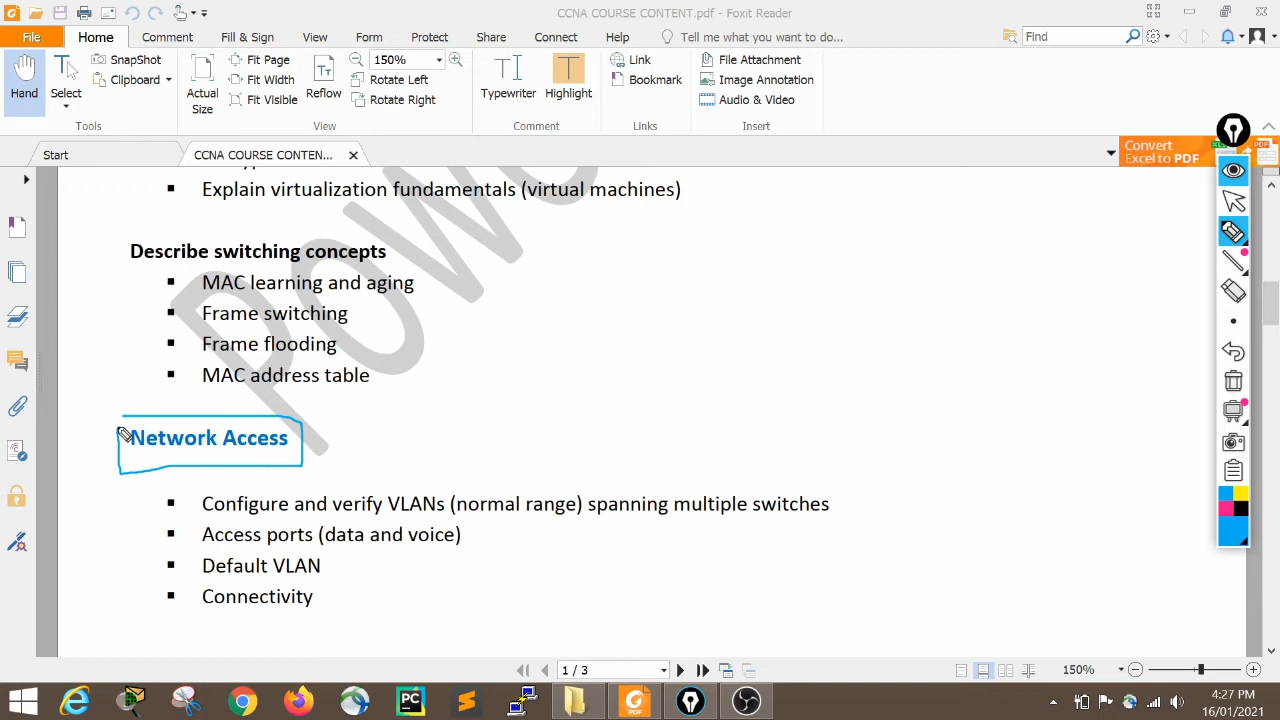 CCNA COURSE CONTENT.pdf - Foxit Reader
File Home Comment Fill & Sign View Form Protect Share Connect Help Tell me what you want to do... Find
Hand
Select
SnapShot
Clipboard
Tools
Actual Size
Fit Page
Fit Width
Fit Visible
Reflow
150%
Rotate Left
Rotate Right
View
Typewriter
Highlight
Comment
Link
Bookmark
Links
File Attachment
Image Annotation
Audio & Video
Insert
Start CCNA COURSE CONTEN...
Convert
Excel to PDF
▪ Explain virtualization fundamentals (virtual machines)
Describe switching concepts
▪ MAC learning and aging
▪ Frame switching
▪ Frame flooding
▪ MAC address table
Network Access
▪ Configure and verify VLANs (normal range) spanning multiple switches
▪ Access ports (data and voice)
▪ Default VLAN
▪ Connectivity
1 / 3 150%
4:27 PM
16/01/2021